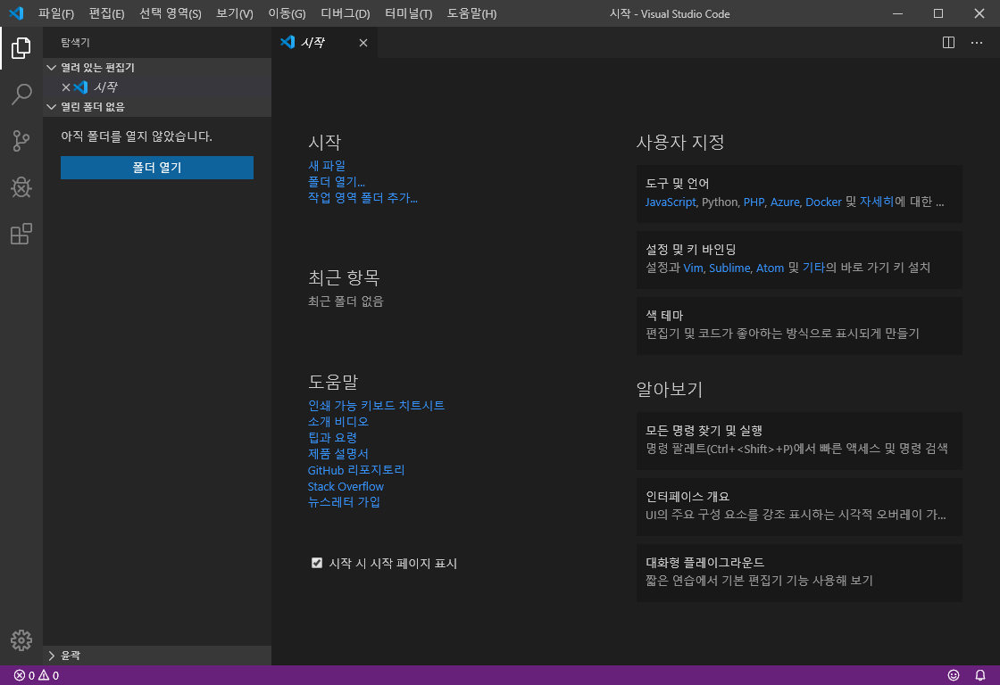 파일(F) 편집(E) 선택 영역(S) 보기(V) 이동(G) 디버그(D) 터미널(T) 도움말(H) 시작 - Visual Studio Code
탐색기
시작
열려 있는 편집기
시작
열린 폴더 없음
아직 폴더를 열지 않았습니다.
폴더 열기
윤곽
시작
새 파일
폴더 열기...
작업 영역 폴더 추가...
최근 항목
최근 폴더 없음
도움말
인쇄 가능 키보드 치트시트
소개 비디오
팁과 요령
제품 설명서
GitHub 리포지토리
Stack Overflow
뉴스레터 가입
시작 시 시작 페이지 표시
사용자 지정
도구 및 언어
JavaScript, Python, PHP, Azure, Docker 및 자세히에 대한 ...
설정 및 키 바인딩
설정과 Vim, Sublime, Atom 및 기타의 바로 가기 키 설치
색 테마
편집기 및 코드가 좋아하는 방식으로 표시되게 만들기
알아보기
모든 명령 찾기 및 실행
명령 팔레트(Ctrl+<Shift>+P)에서 빠른 액세스 및 명령 검색
인터페이스 개요
UI의 주요 구성 요소를 강조 표시하는 시각적 오버레이 가...
대화형 플레이그라운드
짧은 연습에서 기본 편집기 기능 사용해 보기
0 0